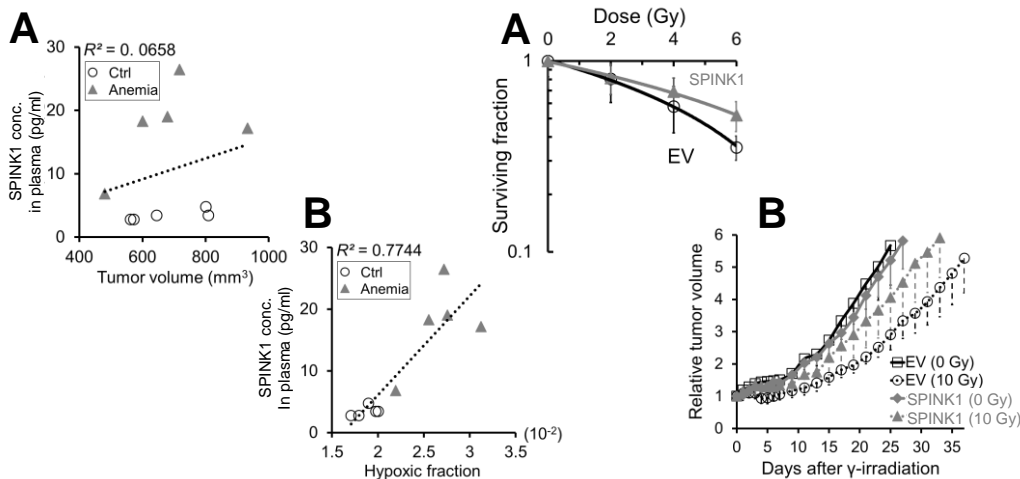 A
R² = 0. 0658
Ctrl
Anemia
SPINK1 conc.
in plasma (pg/ml)
30
20
10
0
400 600 800 1000
Tumor volume (mm³)
B
R² = 0.7744
Ctrl
Anemia
SPINK1 conc.
In plasma (pg/ml)
30
20
10
0
1.5 2 2.5 3 3.5
(10⁻²)
Hypoxic fraction
A
Dose (Gy)
0 2 4 6
1
0.1
Surviving fraction
SPINK1
EV
B
Relative tumor volume
6
5
4
3
2
1
0
EV (0 Gy)
EV (10 Gy)
SPINK1 (0 Gy)
SPINK1 (10 Gy)
0 5 10 15 20 25 30 35
Days after γ-irradiation